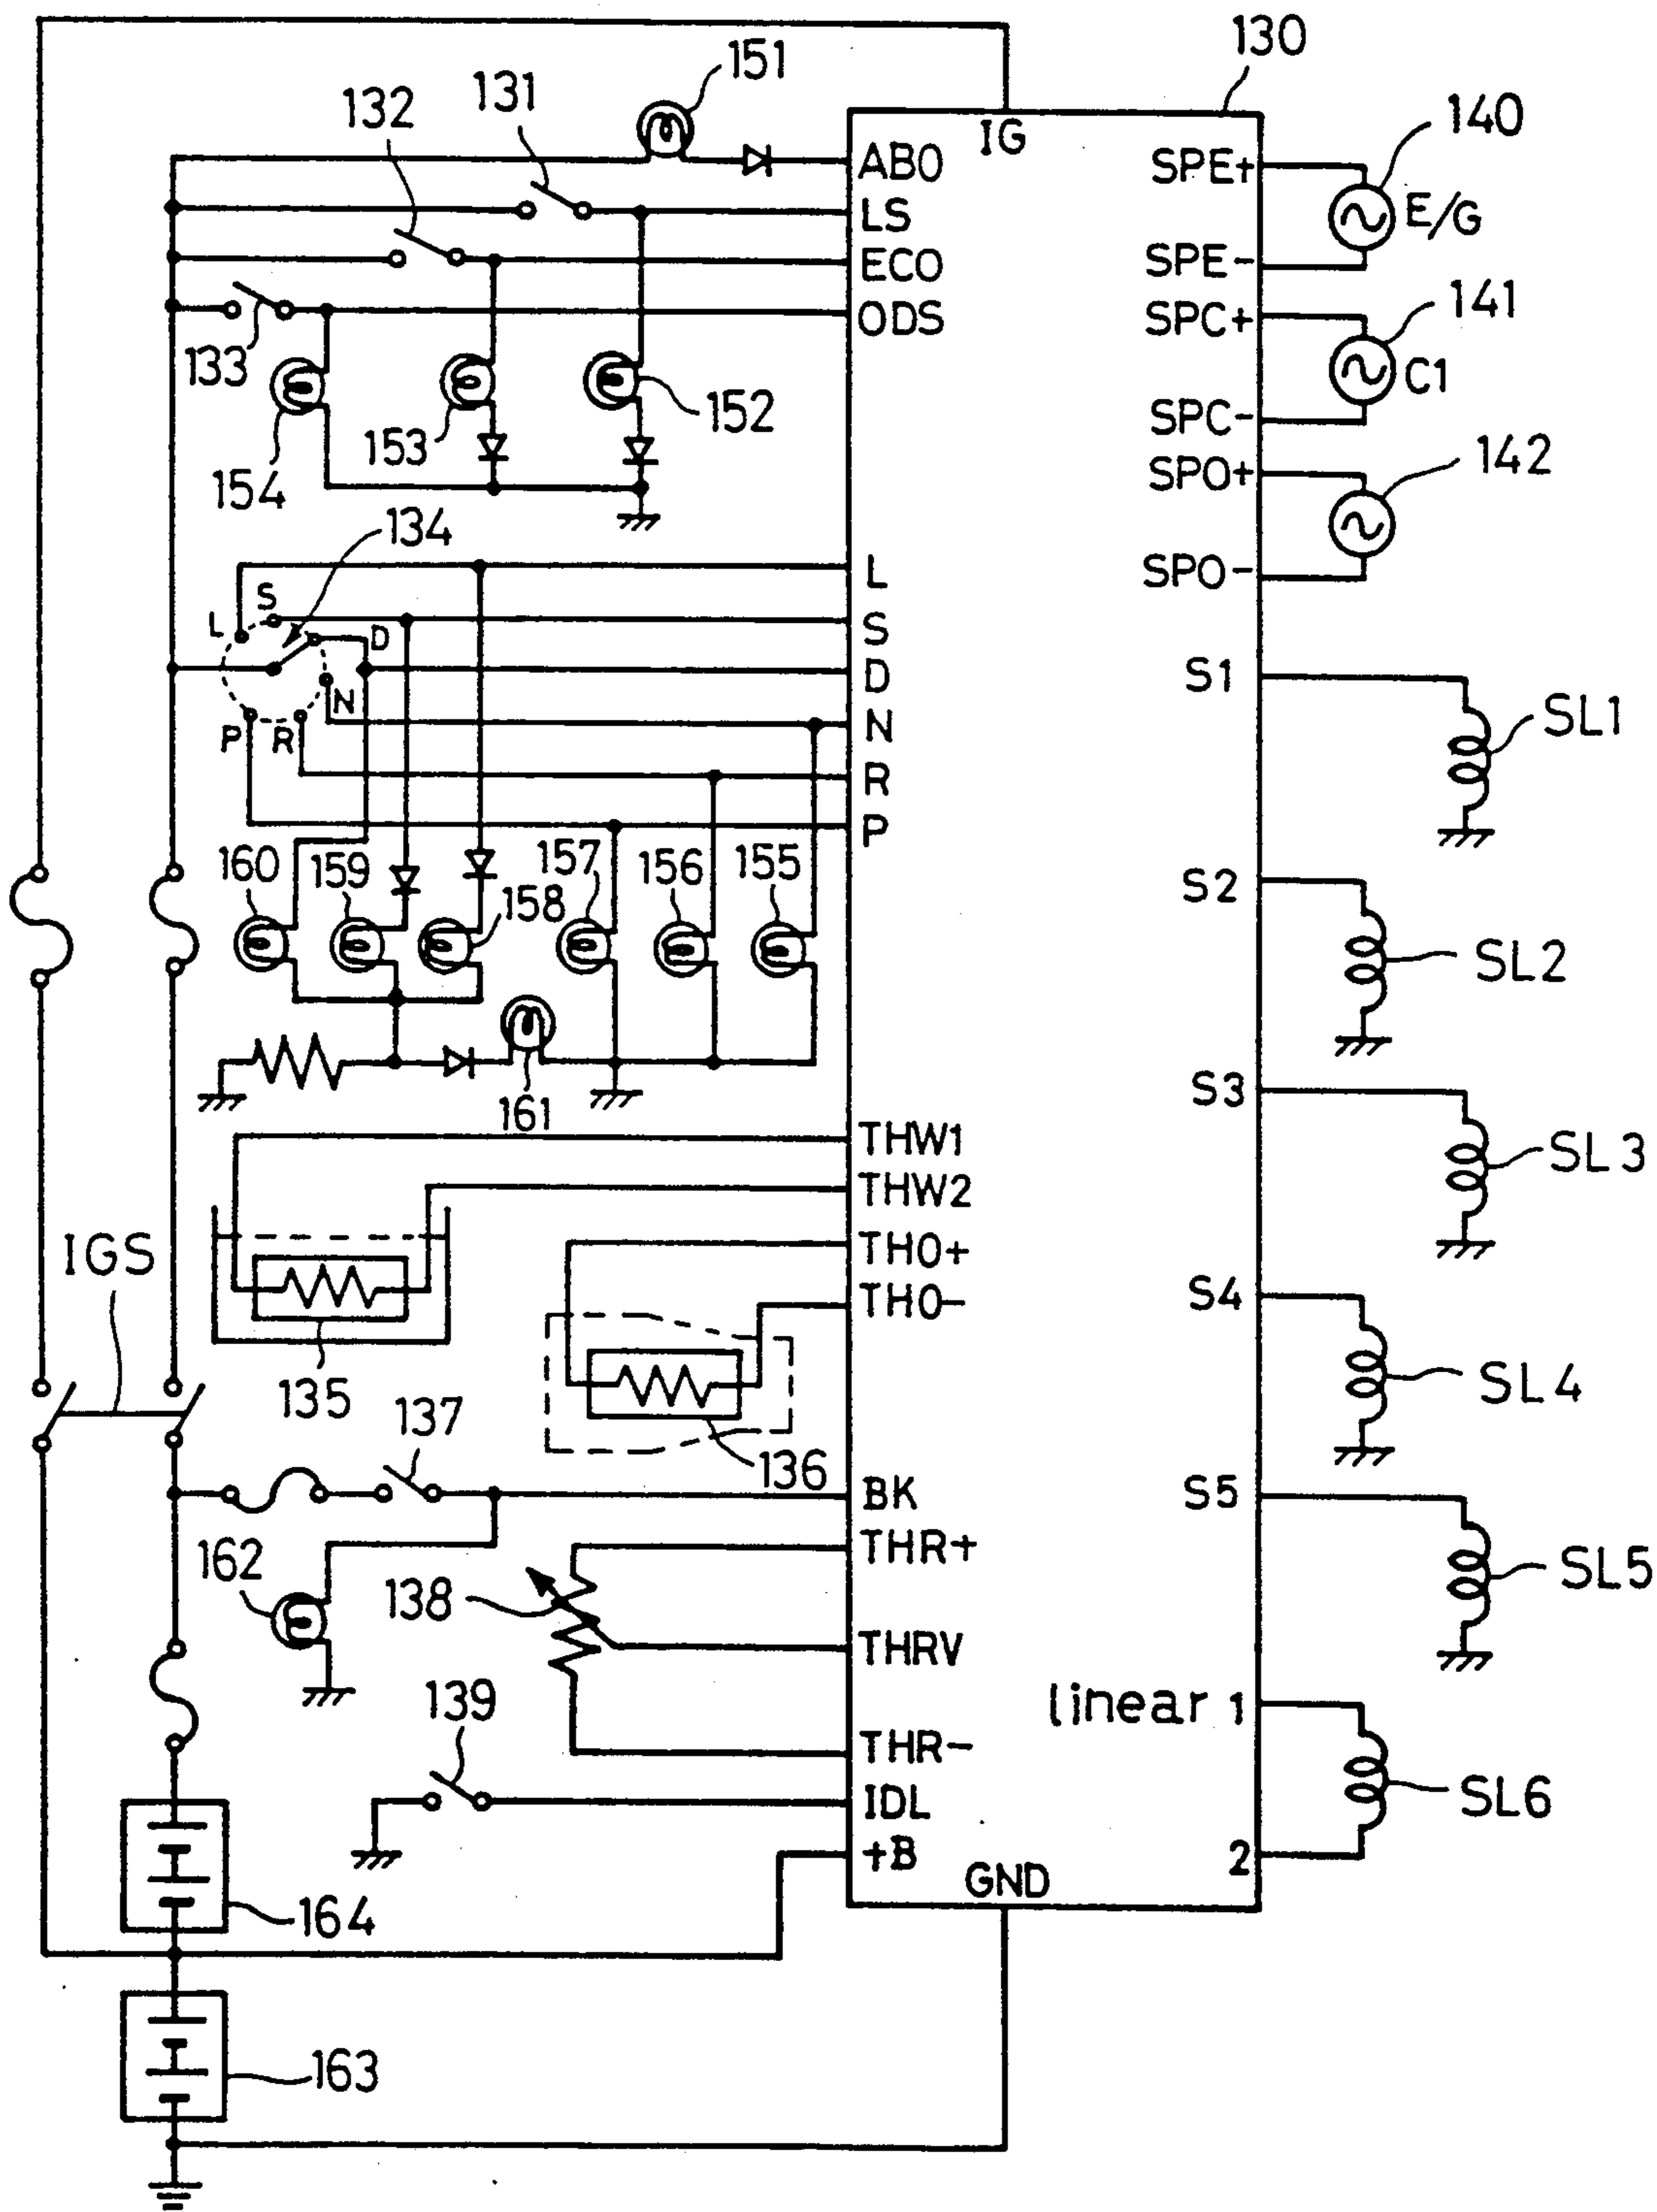 130
151
131
132
IG
ABO
LS
ECO
ODS
SPE+
140
E/G
SPE-
SPC+
141
C1
SPC-
SPO+
142
SPO-
133
154
153
152
134
L
S
D
N
R
P
L
S
D
N
R
P
160
159
158
157
156
155
161
S1
SL1
S2
SL2
S3
SL3
S4
SL4
S5
SL5
linear 1
SL6
2
THW1
THW2
THO+
THO-
IGS
135
136
137
BK
THR+
162
138
THRV
139
THR-
IDL
+B
GND
164
163